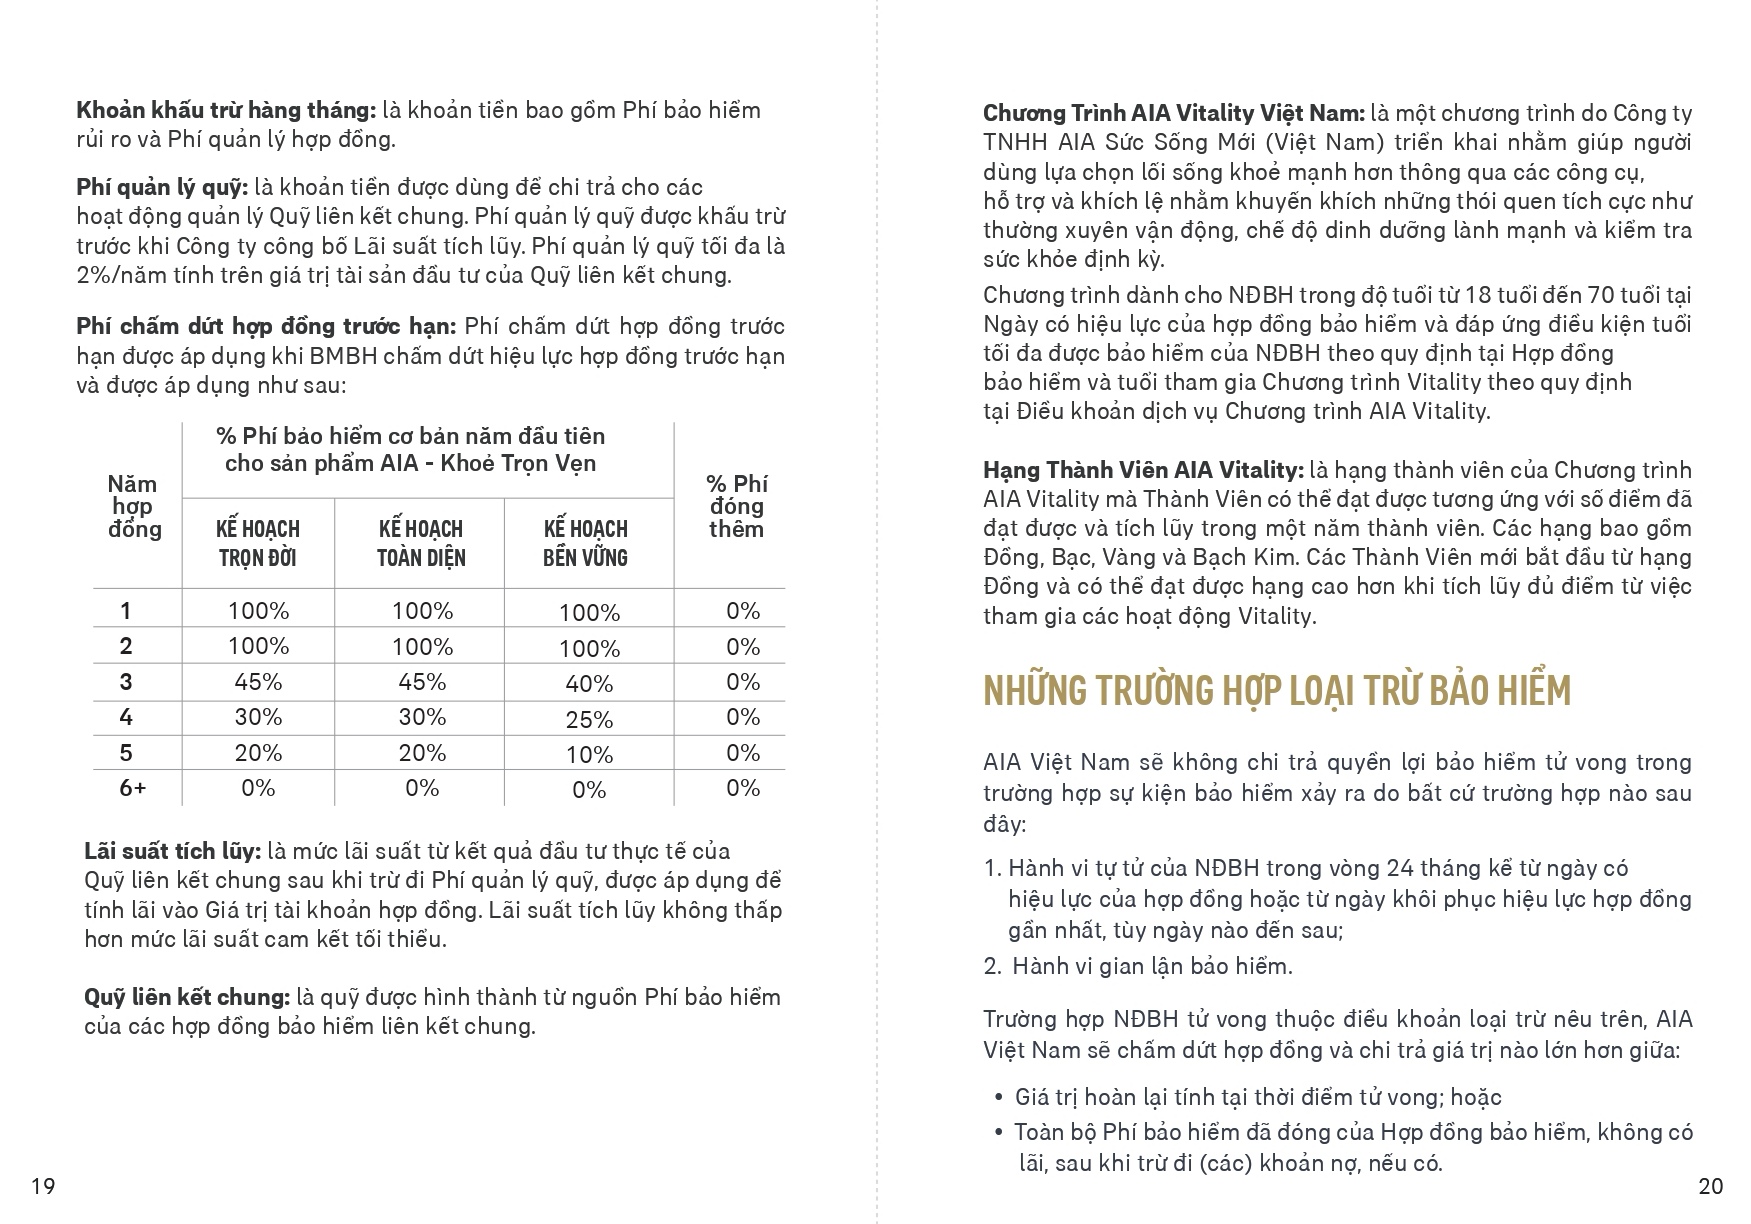 Khoản khấu trừ hàng tháng: là khoản tiền bao gồm Phí bảo hiểm
rủi ro và Phí quản lý hợp đồng.
Phí quản lý quỹ: là khoản tiền được dùng để chi trả cho các
hoạt động quản lý Quỹ liên kết chung. Phí quản lý quỹ được khấu trừ
trước khi Công ty công bố Lãi suất tích lũy. Phí quản lý quỹ tối đa là
2%/năm tính trên giá trị tài sản đầu tư của Quỹ liên kết chung.
Phí chấm dứt hợp đồng trước hạn: Phí chấm dứt hợp đồng trước
hạn được áp dụng khi BMBH chấm dứt hiệu lực hợp đồng trước hạn
và được áp dụng như sau:
Năm
hợp
đồng
% Phí bảo hiểm cơ bản năm đầu tiên
cho sản phẩm AIA - Khoẻ Trọn Vẹn
% Phí
đóng
thêm
KẾ HOẠCH
TRỌN ĐỜI
KẾ HOẠCH
TOÀN DIỆN
KẾ HOẠCH
BỀN VỮNG
1 100% 100% 100% 0%
2 100% 100% 100% 0%
3 45% 45% 40% 0%
4 30% 30% 25% 0%
5 20% 20% 10% 0%
6+ 0% 0% 0% 0%
Lãi suất tích lũy: là mức lãi suất từ kết quả đầu tư thực tế của
Quỹ liên kết chung sau khi trừ đi Phí quản lý quỹ, được áp dụng để
tính lãi vào Giá trị tài khoản hợp đồng. Lãi suất tích lũy không thấp
hơn mức lãi suất cam kết tối thiểu.
Quỹ liên kết chung: là quỹ được hình thành từ nguồn Phí bảo hiểm
của các hợp đồng bảo hiểm liên kết chung.
19
Chương Trình AIA Vitality Việt Nam: là một chương trình do Công ty
TNHH AIA Sức Sống Mới (Việt Nam) triển khai nhằm giúp người
dùng lựa chọn lối sống khoẻ mạnh hơn thông qua các công cụ,
hỗ trợ và khích lệ nhằm khuyến khích những thói quen tích cực như
thường xuyên vận động, chế độ dinh dưỡng lành mạnh và kiểm tra
sức khỏe định kỳ.
Chương trình dành cho NĐBH trong độ tuổi từ 18 tuổi đến 70 tuổi tại
Ngày có hiệu lực của hợp đồng bảo hiểm và đáp ứng điều kiện tuổi
tối đa được bảo hiểm của NĐBH theo quy định tại Hợp đồng
bảo hiểm và tuổi tham gia Chương trình Vitality theo quy định
tại Điều khoản dịch vụ Chương trình AIA Vitality.
Hạng Thành Viên AIA Vitality: là hạng thành viên của Chương trình
AIA Vitality mà Thành Viên có thể đạt được tương ứng với số điểm đã
đạt được và tích lũy trong một năm thành viên. Các hạng bao gồm
Đồng, Bạc, Vàng và Bạch Kim. Các Thành Viên mới bắt đầu từ hạng
Đồng và có thể đạt được hạng cao hơn khi tích lũy đủ điểm từ việc
tham gia các hoạt động Vitality.
NHỮNG TRƯỜNG HỢP LOẠI TRỪ BẢO HIỂM
AIA Việt Nam sẽ không chi trả quyền lợi bảo hiểm tử vong trong
trường hợp sự kiện bảo hiểm xảy ra do bất cứ trường hợp nào sau
đây:
1. Hành vi tự tử của NĐBH trong vòng 24 tháng kể từ ngày có
hiệu lực của hợp đồng hoặc từ ngày khôi phục hiệu lực hợp đồng
gần nhất, tùy ngày nào đến sau;
2. Hành vi gian lận bảo hiểm.
Trường hợp NĐBH tử vong thuộc điều khoản loại trừ nêu trên, AIA
Việt Nam sẽ chấm dứt hợp đồng và chi trả giá trị nào lớn hơn giữa:
• Giá trị hoàn lại tính tại thời điểm tử vong; hoặc
• Toàn bộ Phí bảo hiểm đã đóng của Hợp đồng bảo hiểm, không có
lãi, sau khi trừ đi (các) khoản nợ, nếu có.
20